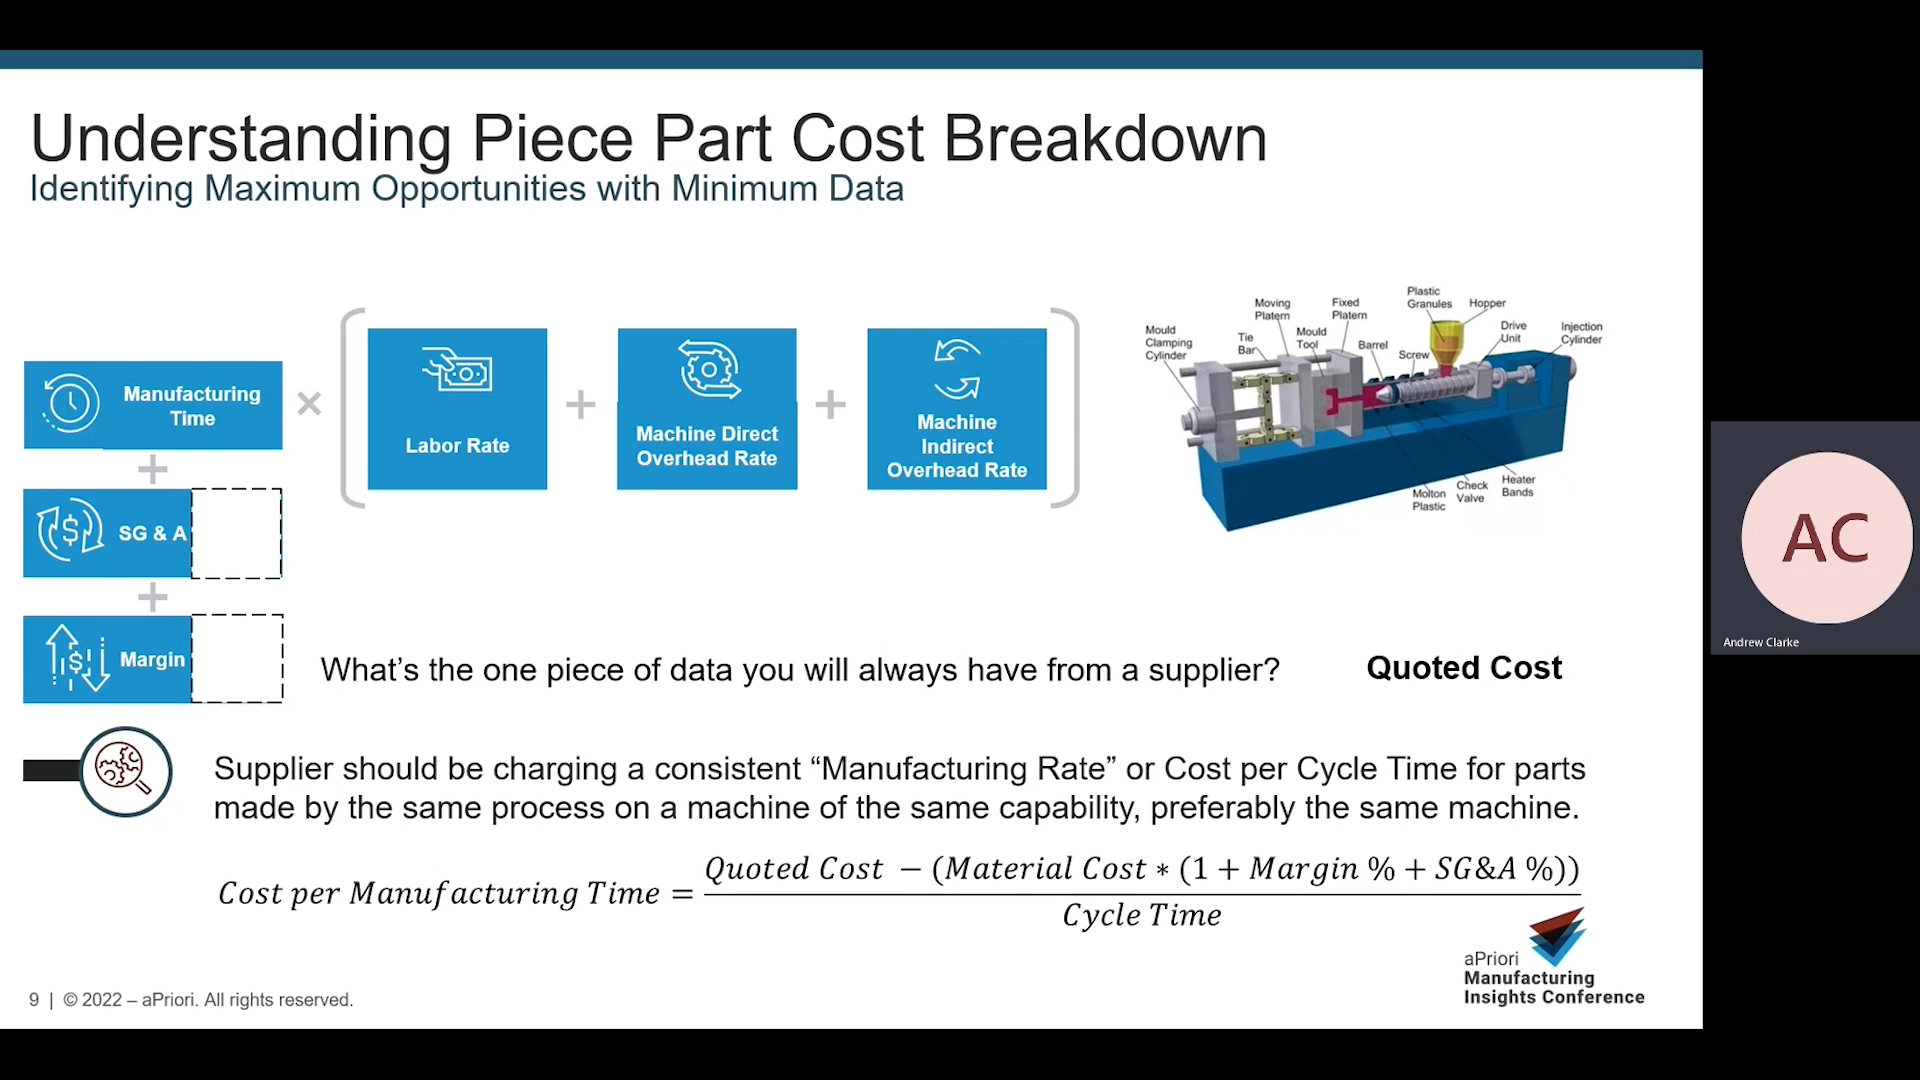 Understanding Piece Part Cost Breakdown
Identifying Maximum Opportunities with Minimum Data
Manufacturing
Time
×
Labor Rate
+
Machine Direct
Overhead Rate
+
Machine
Indirect
Overhead Rate
+
SG & A
+
Margin
Mould
Clamping
Cylinder
Tie
Bar
Moving
Platern
Mould
Tool
Fixed
Platern
Barrel
Screw
Plastic
Granules
Hopper
Drive
Unit
Injection
Cylinder
Molton
Plastic
Check
Valve
Heater
Bands
What’s the one piece of data you will always have from a supplier?
Quoted Cost
Supplier should be charging a consistent “Manufacturing Rate” or Cost per Cycle Time for parts
made by the same process on a machine of the same capability, preferably the same machine.
Cost per Manufacturing Time =
Quoted Cost − (Material Cost ∗ (1 + Margin % + SG&A %))
Cycle Time
aPriori
Manufacturing
Insights Conference
9 | © 2022 – aPriori. All rights reserved.
AC
Andrew Clarke